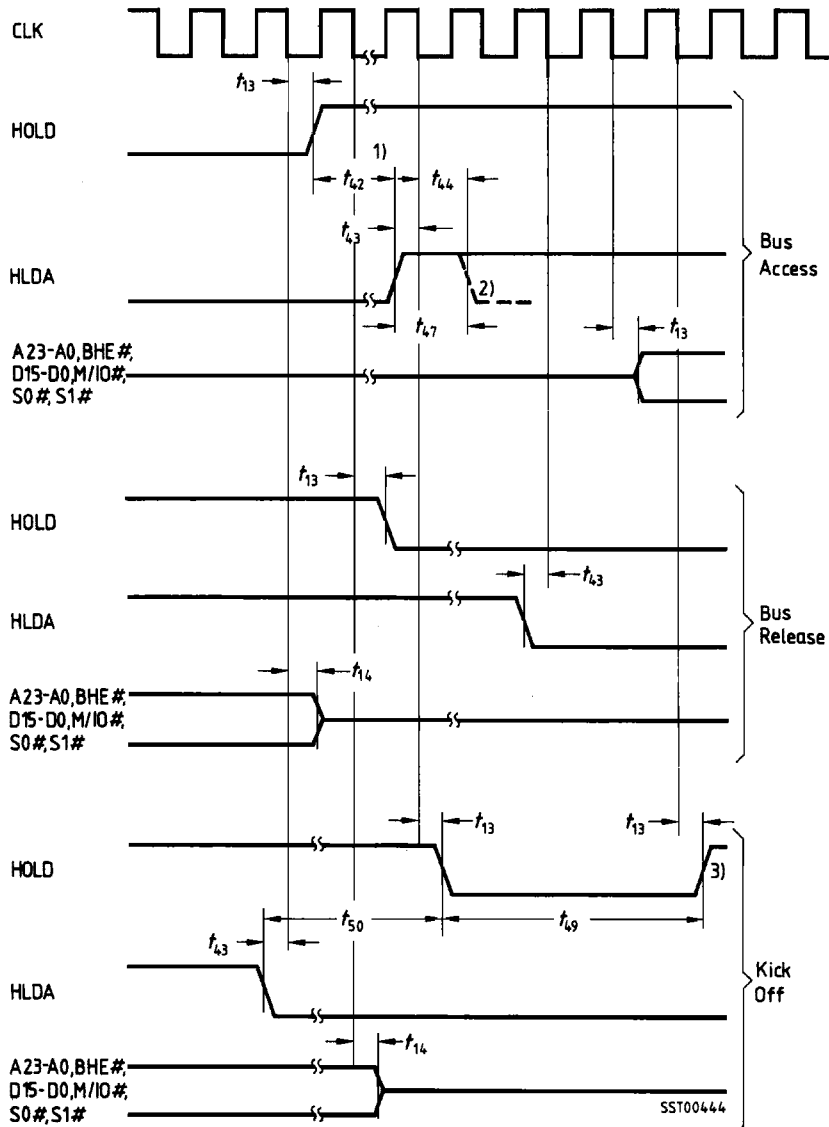 CLK
t13
HOLD
1)
t42
t44
t43
HLDA
2)
t47
Bus
Access
A23-A0,BHE#,
D15-D0,M/IO#,
S0#,S1#
t13
t13
HOLD
t43
HLDA
Bus
Release
t14
A23-A0,BHE#,
D15-D0,M/IO#,
S0#,S1#
t13
t13
HOLD
3)
t50
t49
t43
HLDA
Kick
Off
t14
A23-A0,BHE#,
D15-D0,M/IO#,
S0#,S1#
SST00444